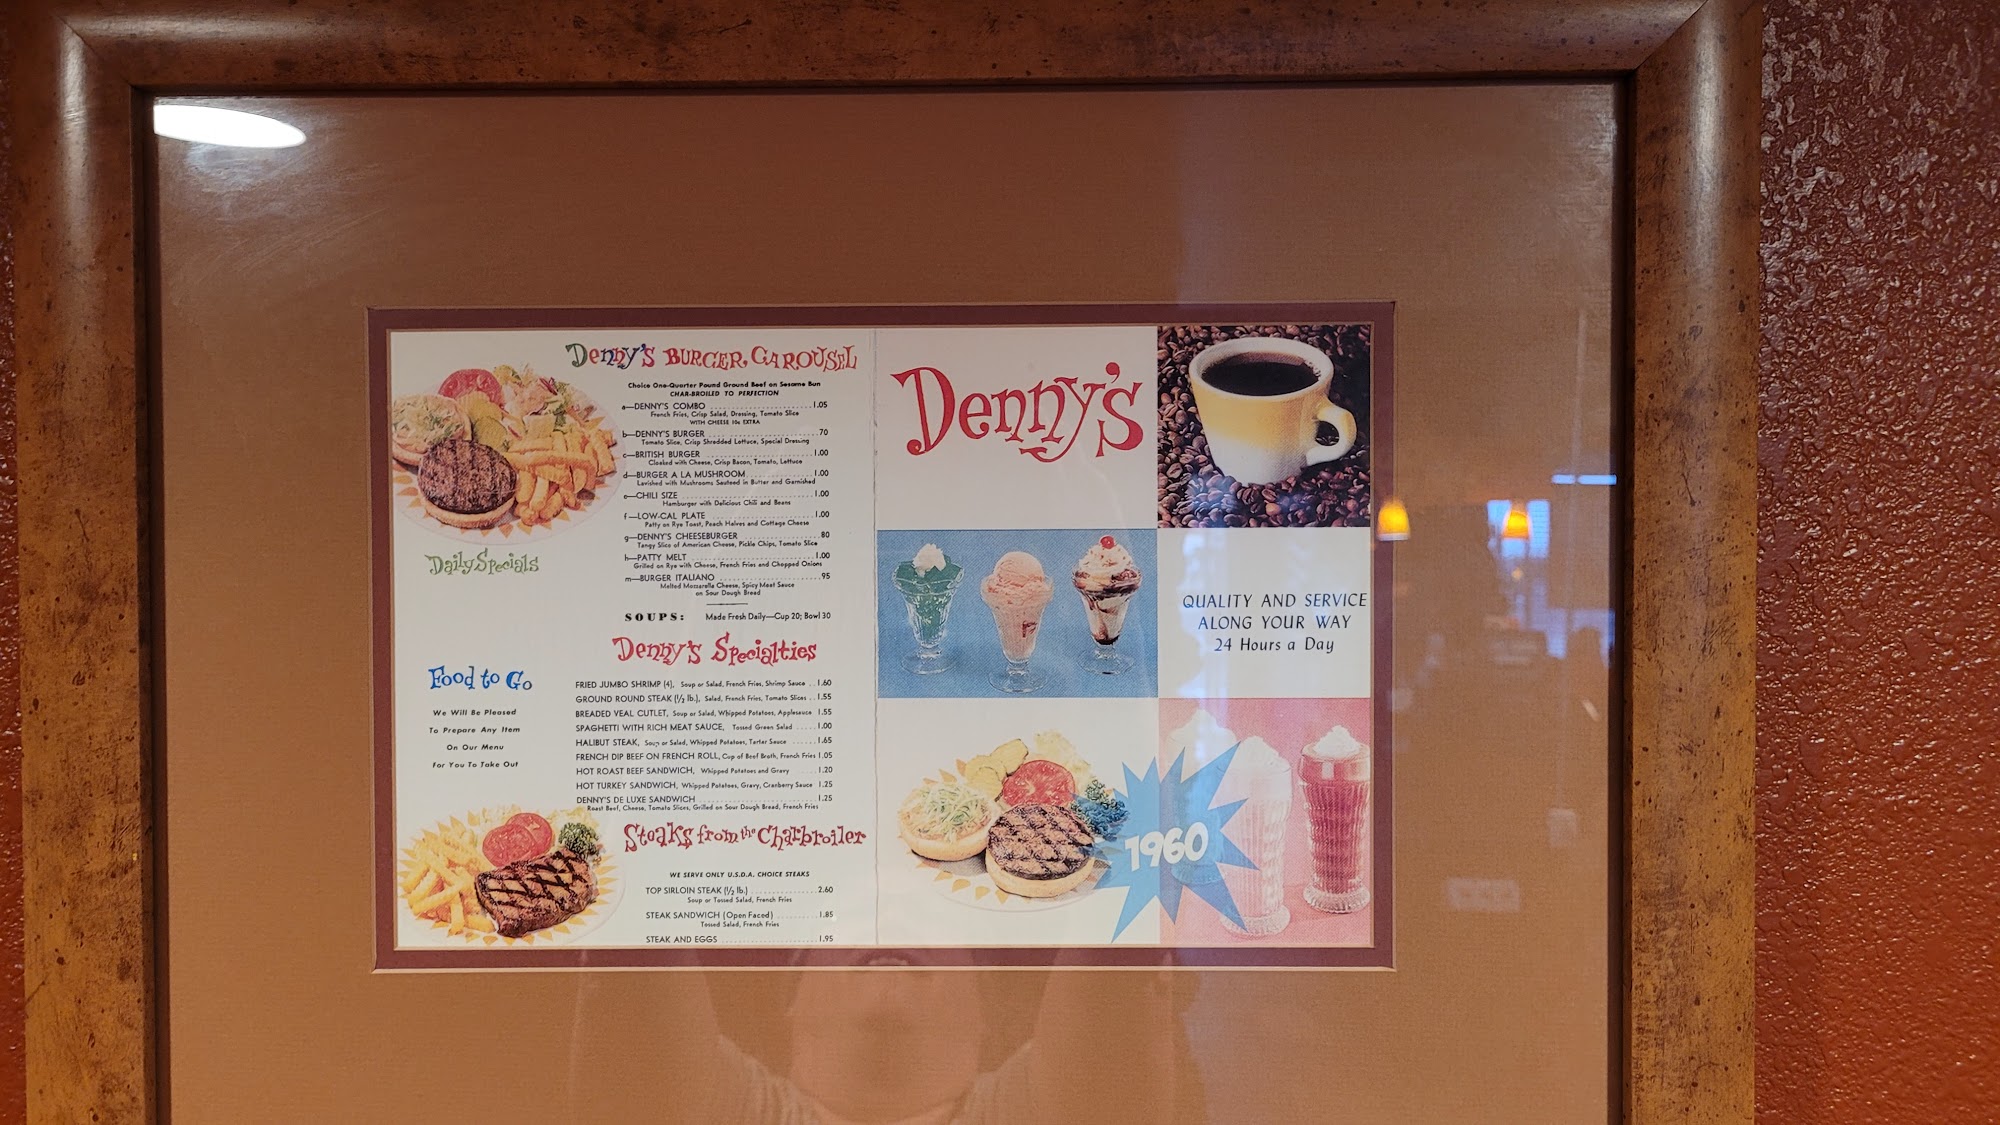 Denny's BURGER CAROUSEL
Choice One-Quarter Pound Ground Beef on Sesame Bun
CHAR-BROILED TO PERFECTION
a—DENNY'S COMBO 1.05
French Fries, Crisp Salad, Dressing, Tomato Slice
WITH CHEESE 10c EXTRA
b—DENNY'S BURGER 70
Tomato Slice, Crisp Shredded Lettuce, Special Dressing
c—BRITISH BURGER 1.00
Cloaked with Cheese, Crisp Bacon, Tomato, Lettuce
d—BURGER A LA MUSHROOM 1.00
Lavished with Mushrooms Sauteed in Butter and Garnished
e—CHILI SIZE 1.00
Hamburger with Delicious Chili and Beans
f—LOW-CAL PLATE 1.00
Patty on Rye Toast, Peach Halves and Cottage Cheese
g—DENNY'S CHEESEBURGER .80
Tangy Slice of American Cheese, Pickle Chips, Tomato Slice
h—PATTY MELT 1.00
Grilled on Rye with Cheese, French Fries and Chopped Onions
m—BURGER ITALIANO .95
Melted Mozzarella Cheese, Spicy Meat Sauce
on Sour Dough Bread
SOUPS: Made Fresh Daily—Cup 20; Bowl 30
Daily Specials
Food to Go
We Will Be Pleased
To Prepare Any Item
On Our Menu
For You To Take Out
Denny's Specialties
FRIED JUMBO SHRIMP (4), Soup or Salad, French Fries, Shrimp Sauce 1.60
GROUND ROUND STEAK (1/2 lb.), Salad, French Fries, Tomato Slices 1.55
BREADED VEAL CUTLET, Soup or Salad, Whipped Potatoes, Applesauce 1.55
SPAGHETTI WITH RICH MEAT SAUCE, Tossed Green Salad 1.00
HALIBUT STEAK, Soup or Salad, Whipped Potatoes, Tartar Sauce 1.65
FRENCH DIP BEEF ON FRENCH ROLL, Cup of Beef Broth, French Fries 1.05
HOT ROAST BEEF SANDWICH, Whipped Potatoes and Gravy 1.20
HOT TURKEY SANDWICH, Whipped Potatoes, Gravy, Cranberry Sauce 1.25
DENNY'S DE LUXE SANDWICH 1.25
Roast Beef, Cheese, Tomato Slices, Grilled on Sour Dough Bread, French Fries
Steaks from the Charbroiler
WE SERVE ONLY U.S.D.A. CHOICE STEAKS
TOP SIRLOIN STEAK (1/2 lb.) 2.60
Soup or Tossed Salad, French Fries
STEAK SANDWICH (Open Faced) 1.85
Tossed Salad, French Fries
STEAK AND EGGS 1.95
Denny's
QUALITY AND SERVICE
ALONG YOUR WAY
24 Hours a Day
1960